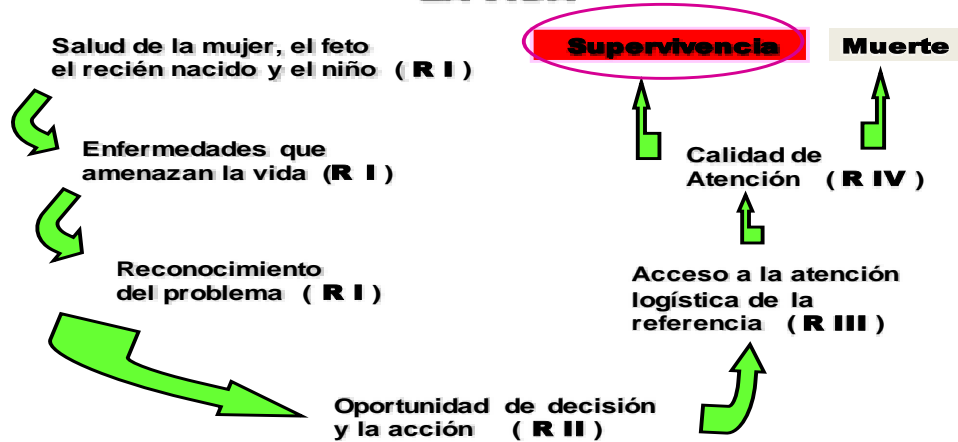 Salud de la mujer, el feto
el recién nacido y el niño ( R I )
Enfermedades que
amenazan la vida (R I )
Reconocimiento
del problema ( R I )
Oportunidad de decisión
y la acción ( R II )
Acceso a la atención
logística de la
referencia ( R III )
Calidad de
Atención ( R IV )
Supervivencia
Muerte